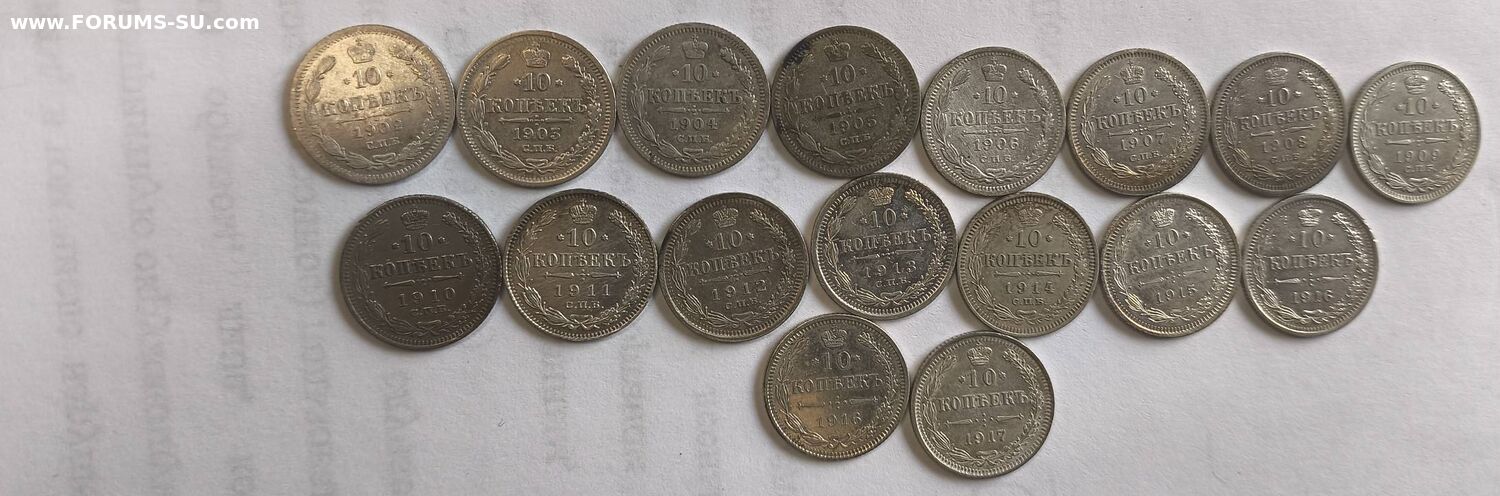 www.FORUMS-SU.com
10
КОПѢЕКЪ
1902
С.П.Б.
10
КОПѢЕКЪ
1903
С.П.Б.
10
КОПѢЕКЪ
1904
С.П.Б.
10
КОПѢЕКЪ
1905
С.П.Б.
10
КОПѢЕКЪ
1906
С.П.Б.
10
КОПѢЕКЪ
1907
С.П.Б.
10
КОПѢЕКЪ
1908
С.П.Б.
10
КОПѢЕКЪ
1909
С.П.Б.
10
КОПѢЕКЪ
1910
С.П.Б.
10
КОПѢЕКЪ
1911
С.П.Б.
10
КОПѢЕКЪ
1912
С.П.Б.
10
КОПѢЕКЪ
1913
С.П.Б.
10
КОПѢЕКЪ
1914
С.П.Б.
10
КОПѢЕКЪ
1915
10
КОПѢЕКЪ
1916
10
КОПѢЕКЪ
1916
10
КОПѢЕКЪ
1917